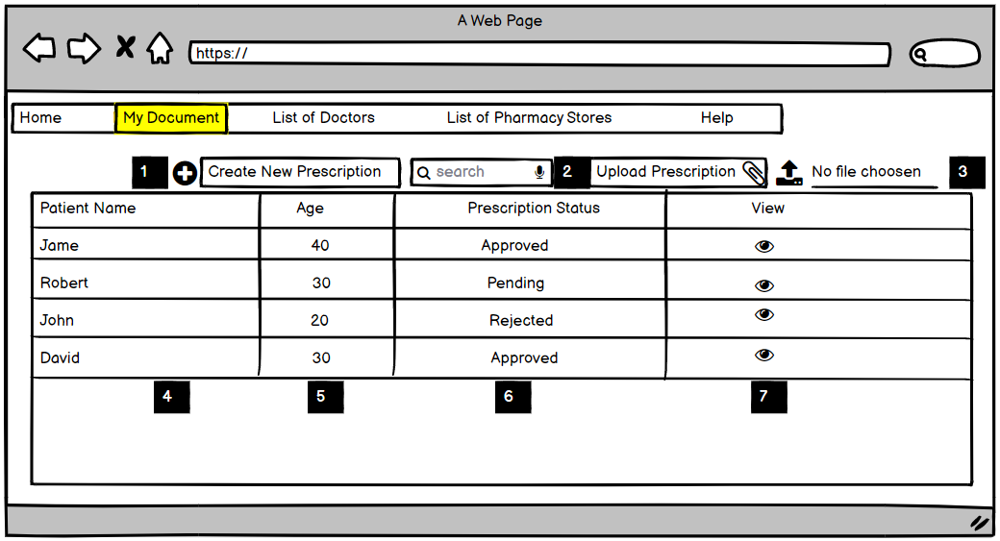 A Web Page
https://
Home My Document List of Doctors List of Pharmacy Stores Help
1 Create New Prescription search 2 Upload Prescription No file choosen 3
Patient Name Age Prescription Status View
Jame 40 Approved
Robert 30 Pending
John 20 Rejected
David 30 Approved
4 5 6 7